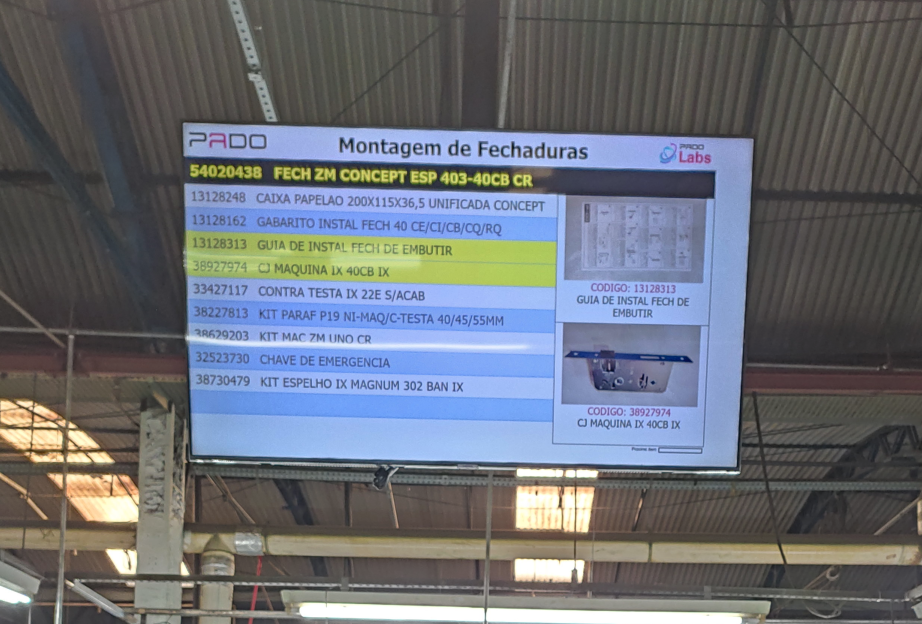 PADO
Montagem de Fechaduras
PADO
Labs
54020438 FECH ZM CONCEPT ESP 403-40CB CR
13128248 CAIXA PAPELAO 200X115X36,5 UNIFICADA CONCEPT
13128162 GABARITO INSTAL FECH 40 CE/CI/CB/CQ/RQ
13128313 GUIA DE INSTAL FECH DE EMBUTIR
38927974 CJ MAQUINA IX 40CB IX
33427117 CONTRA TESTA IX 22E S/ACAB
38227813 KIT PARAF P19 NI-MAQ/C-TESTA 40/45/55MM
38629203 KIT MAC ZM UNO CR
32523730 CHAVE DE EMERGENCIA
38730479 KIT ESPELHO IX MAGNUM 302 BAN IX
CODIGO: 13128313
GUIA DE INSTAL FECH DE
EMBUTIR
CODIGO: 38927974
CJ MAQUINA IX 40CB IX